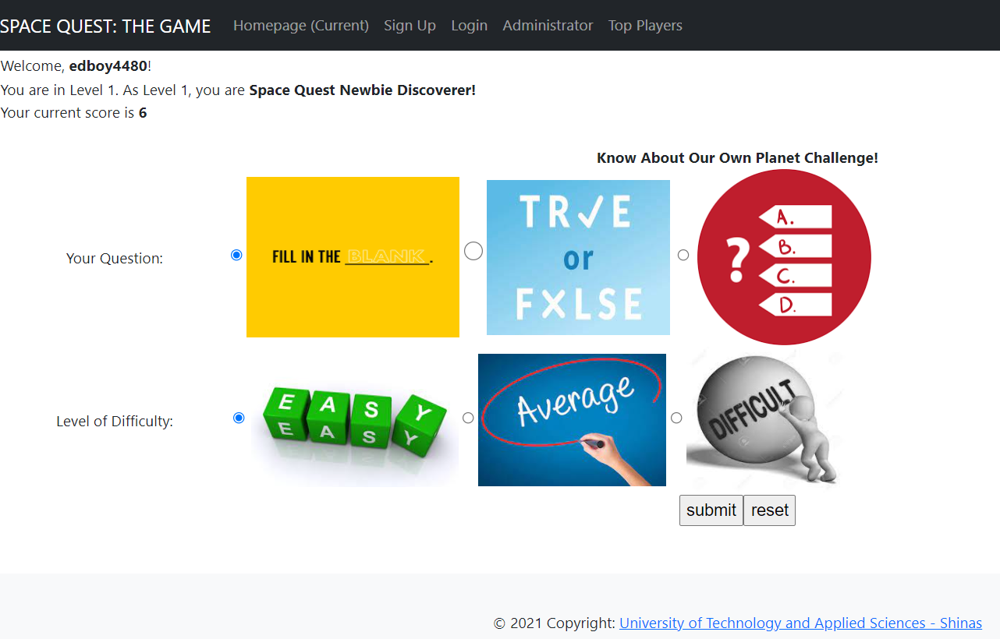 SPACE QUEST: THE GAME Homepage (Current) Sign Up Login Administrator Top Players
Welcome, edboy4480!
You are in Level 1. As Level 1, you are Space Quest Newbie Discoverer!
Your current score is 6
Know About Our Own Planet Challenge!
Your Question:
FILL IN THE BLANK.
TR✓E
or
FXLSE
?
A.
B.
C.
D.
Level of Difficulty:
EASY
EASY
Average
DIFFICULT
submit reset
© 2021 Copyright: University of Technology and Applied Sciences - Shinas